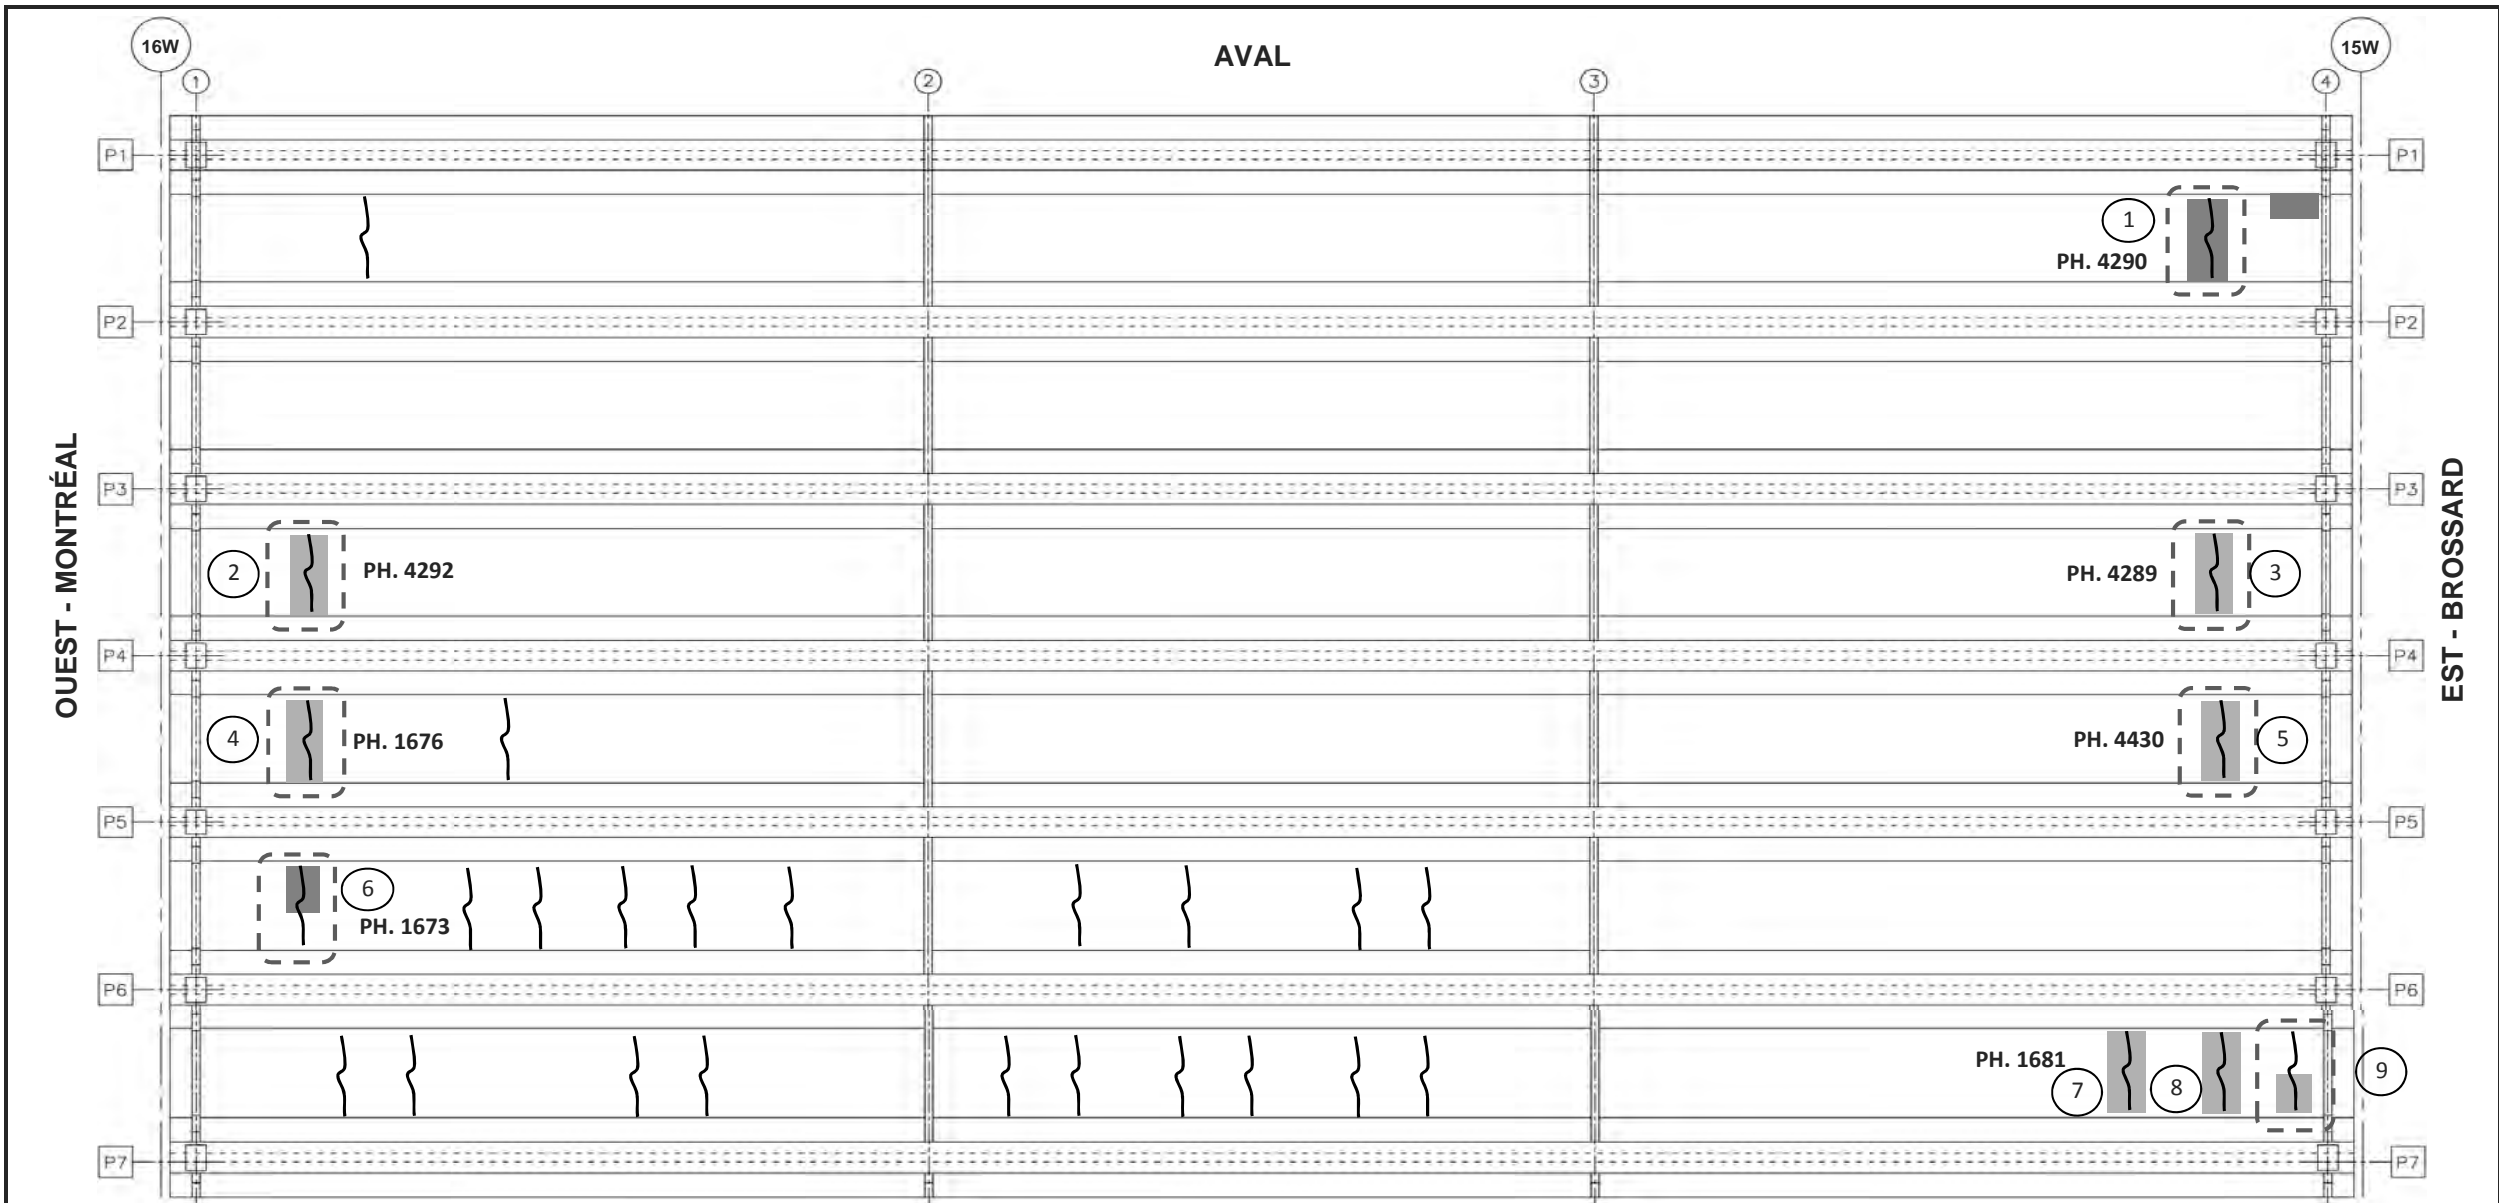 16W
AVAL
15W
1
2
3
4
P1
P1
1
PH. 4290
P2
P2
OUEST - MONTRÉAL
EST - BROSSARD
P3
P3
2
PH. 4292
PH. 4289
3
P4
P4
4
PH. 1676
PH. 4430
5
P5
P5
6
PH. 1673
P6
P6
PH. 1681
7
8
9
P7
P7